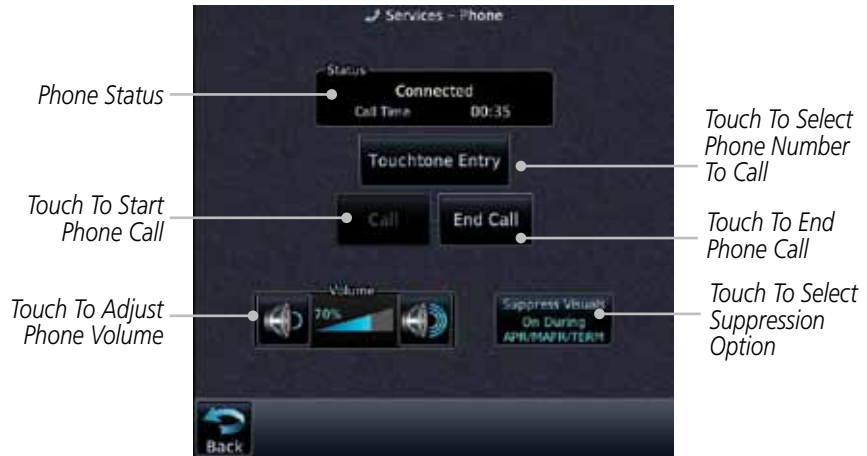 Services – Phone
Status
Connected
Call Time 00:35
Touchtone Entry
Call
End Call
Volume
70%
Suppress Visuals
On During
APR/MAPR/TERM
Back
Phone Status
Touch To Start
Phone Call
Touch To Adjust
Phone Volume
Touch To Select
Phone Number
To Call
Touch To End
Phone Call
Touch To Select
Suppression
Option